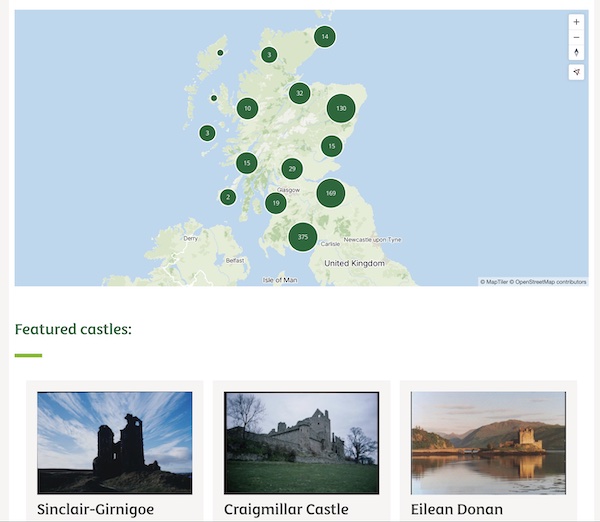 14
3
32
10
130
3
15
15
29
Glasgow
169
2
19
375
Carlisle
Newcastle upon Tyne
Derry
Belfast
United Kingdom
Isle of Man
© MapTiler © OpenStreetMap contributors
Featured castles:
Sinclair-Girnigoe
Craigmillar Castle
Eilean Donan